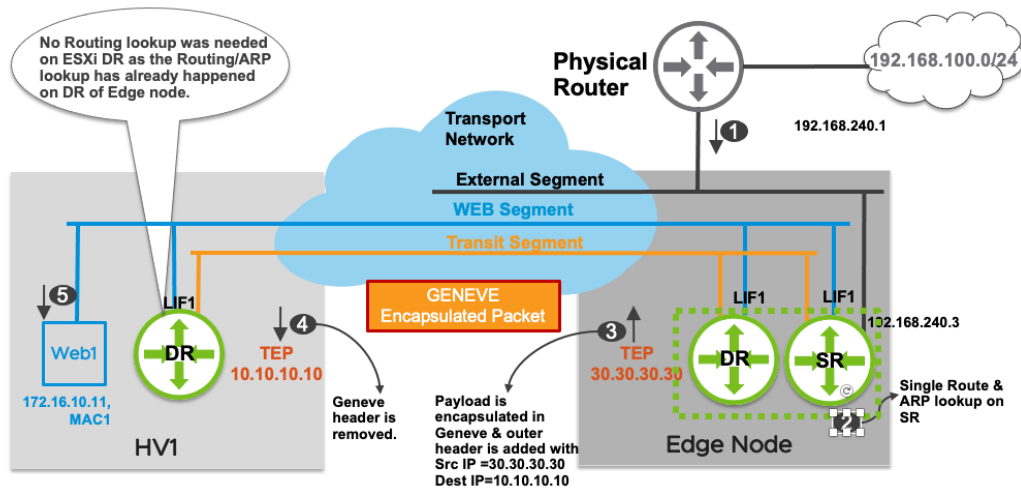 No Routing lookup was needed
on ESXi DR as the Routing/ARP
lookup has already happened
on DR of Edge node.
Physical
Router
192.168.100.0/24
192.168.240.1
1
Transport
Network
External Segment
WEB Segment
Transit Segment
GENEVE
Encapsulated Packet
5
LIF1
Web1
DR
172.16.10.11,
MAC1
4
TEP
10.10.10.10
HV1
Geneve
header is
removed.
3
TEP
30.30.30.30
Payload is
encapsulated in
Geneve & outer
header is added with
Src IP =30.30.30.30
Dest IP=10.10.10.10
LIF1
LIF1
192.168.240.3
DR
SR
2
Edge Node
Single Route &
ARP lookup on
SR